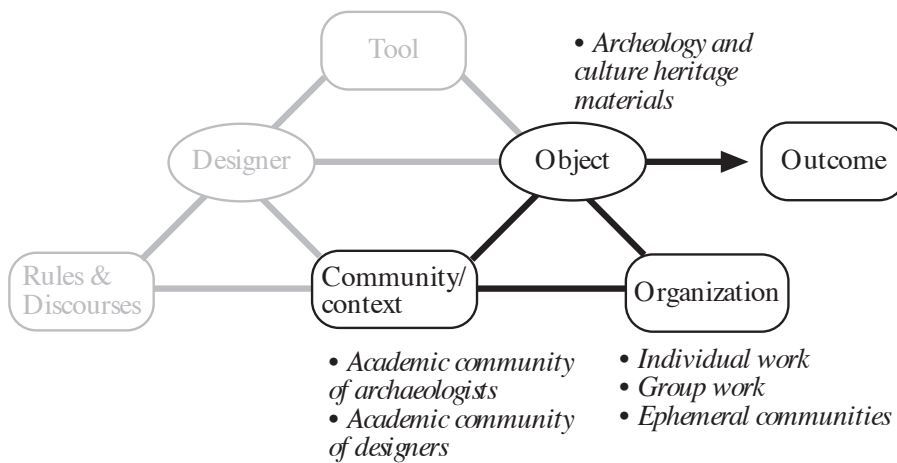 Tool
• Archeology and
culture heritage
materials
Designer
Object
Outcome
Rules &
Discourses
Community/
context
Organization
• Academic community
of archaeologists
• Academic community
of designers
• Individual work
• Group work
• Ephemeral communities